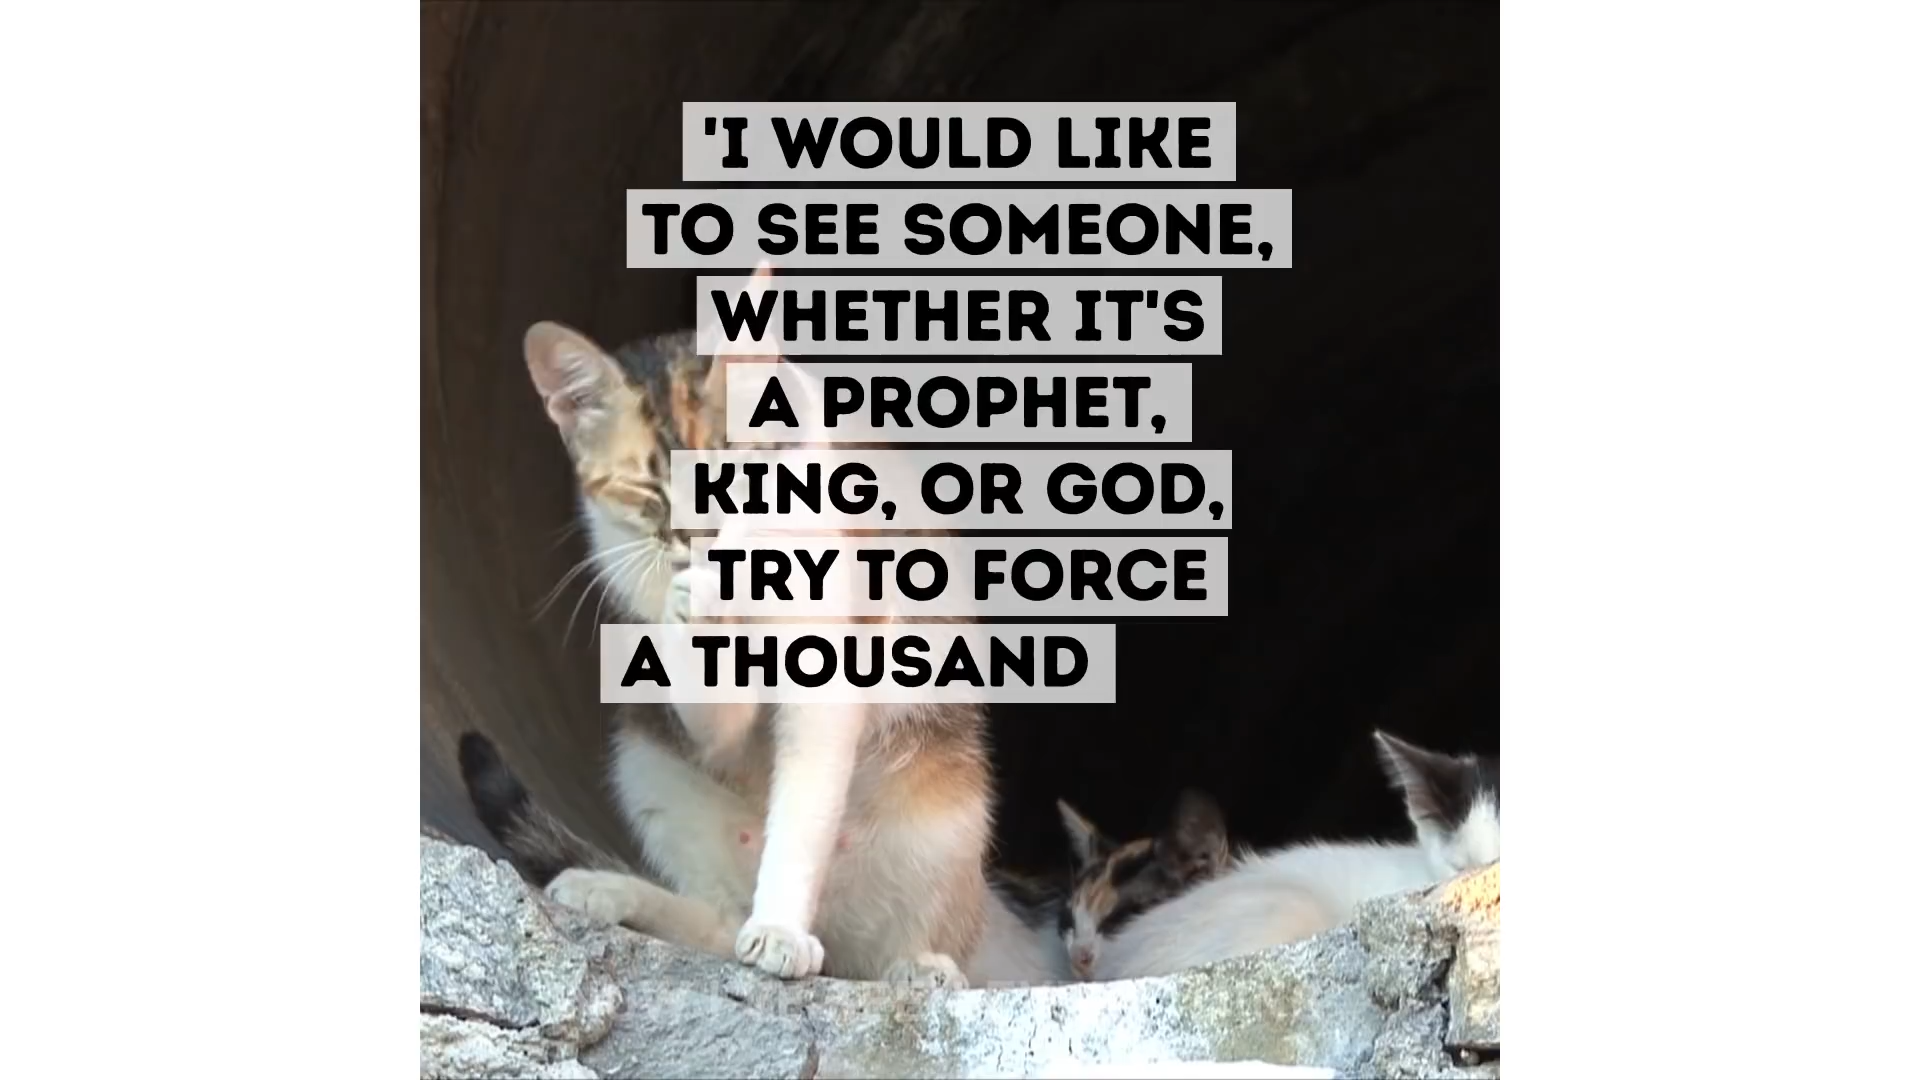 'I WOULD LIKE
TO SEE SOMEONE,
WHETHER IT'S
A PROPHET,
KING, OR GOD,
TRY TO FORCE
A THOUSAND